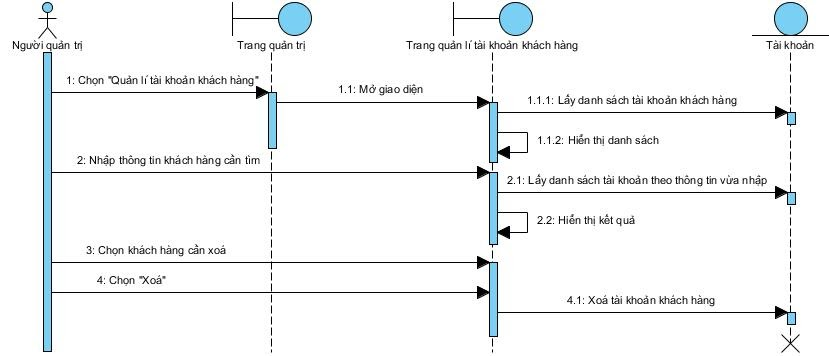 Người quản trị
Trang quản trị
Trang quản lí tài khoản khách hàng
Tài khoản
1: Chọn "Quản lí tài khoản khách hàng"
1.1: Mở giao diện
1.1.1: Lấy danh sách tài khoản khách hàng
1.1.2: Hiển thị danh sách
2: Nhập thông tin khách hàng cần tìm
2.1: Lấy danh sách tài khoản theo thông tin vừa nhập
2.2: Hiển thị kết quả
3: Chọn khách hàng cần xoá
4: Chọn "Xoá"
4.1: Xoá tài khoản khách hàng